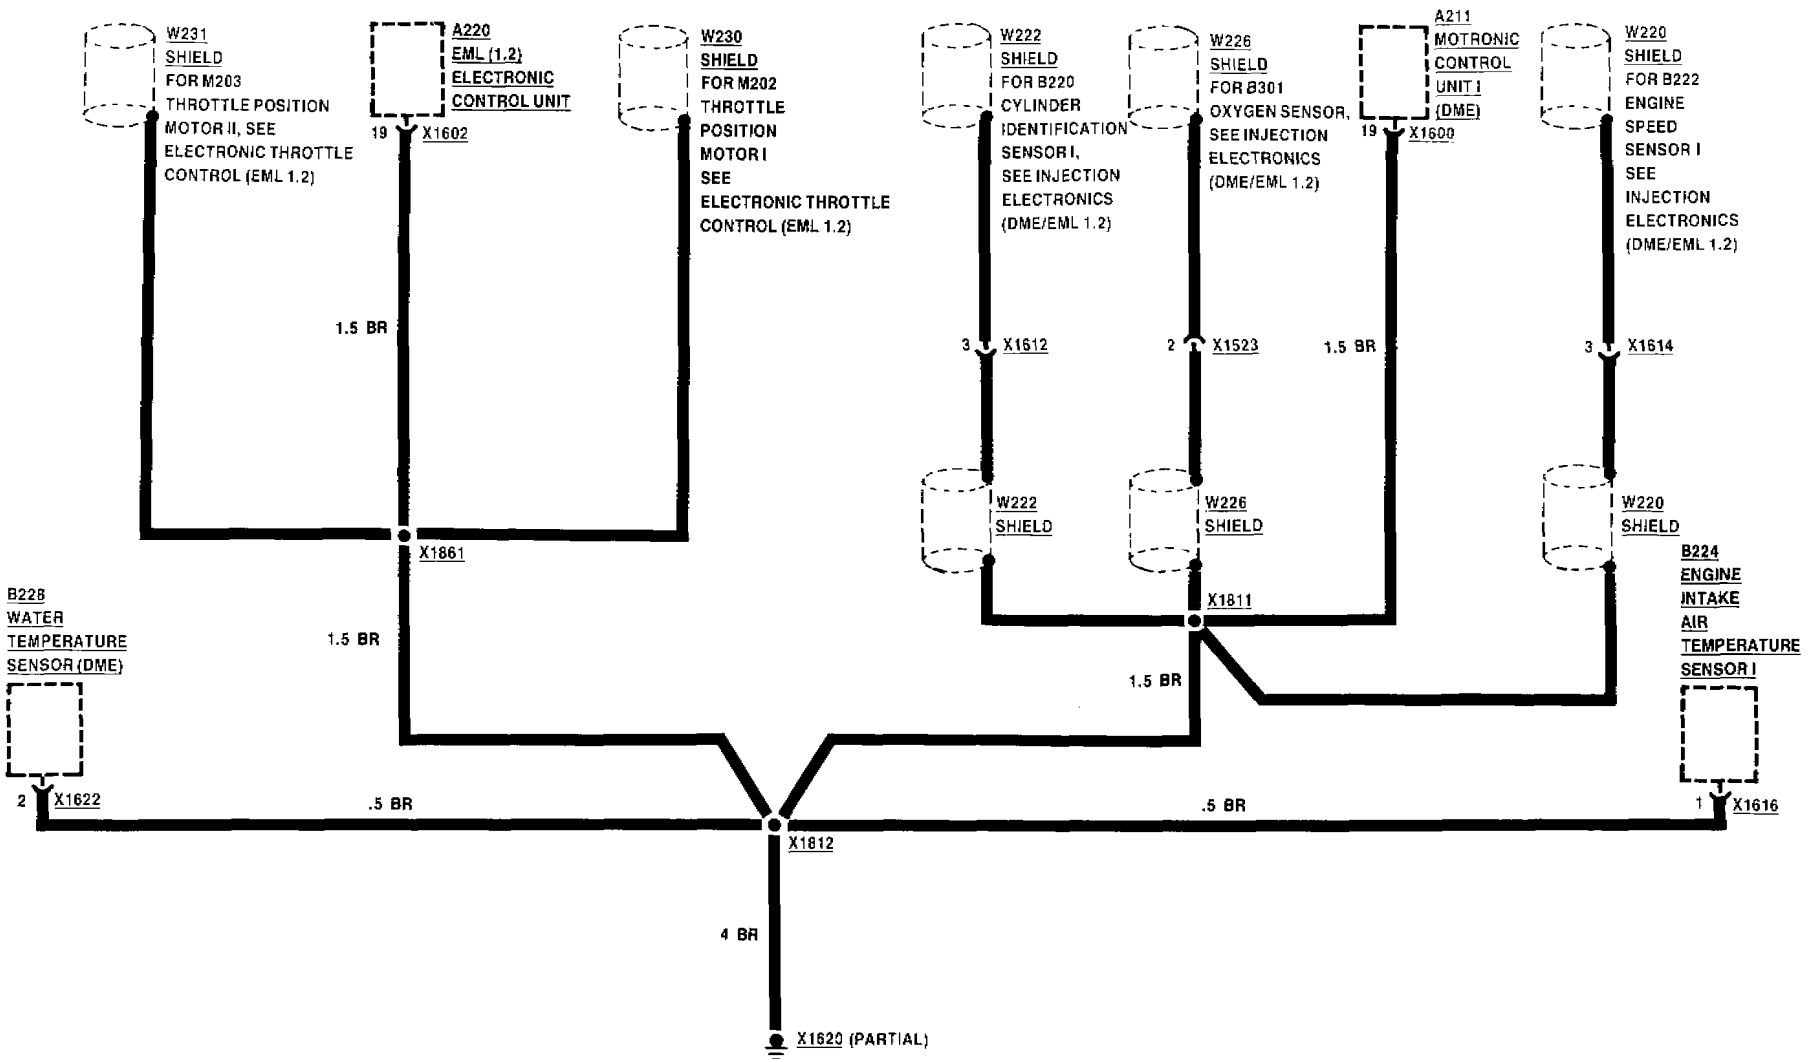 W231
SHIELD
FOR M203
THROTTLE POSITION
MOTOR II, SEE
ELECTRONIC THROTTLE
CONTROL (EML 1.2)
A220
EML (1.2)
ELECTRONIC
CONTROL UNIT
19 X1602
W230
SHIELD
FOR M202
THROTTLE
POSITION
MOTOR I
SEE
ELECTRONIC THROTTLE
CONTROL (EML 1.2)
W222
SHIELD
FOR B220
CYLINDER
IDENTIFICATION
SENSOR I,
SEE INJECTION
ELECTRONICS
(DME/EML 1.2)
W226
SHIELD
FOR B301
OXYGEN SENSOR,
SEE INJECTION
ELECTRONICS
(DME/EML 1.2)
A211
MOTRONIC
CONTROL
UNIT I
(DME)
19 X1600
W220
SHIELD
FOR B222
ENGINE
SPEED
SENSOR I
SEE
INJECTION
ELECTRONICS
(DME/EML 1.2)
1.5 BR
3 X1612
2 X1523
1.5 BR
3 X1614
W222
SHIELD
W226
SHIELD
W220
SHIELD
X1861
X1811
B228
WATER
TEMPERATURE
SENSOR (DME)
1.5 BR
1.5 BR
B224
ENGINE
INTAKE
AIR
TEMPERATURE
SENSOR I
2 X1622
.5 BR
.5 BR
1 X1616
X1812
4 BR
X1620 (PARTIAL)